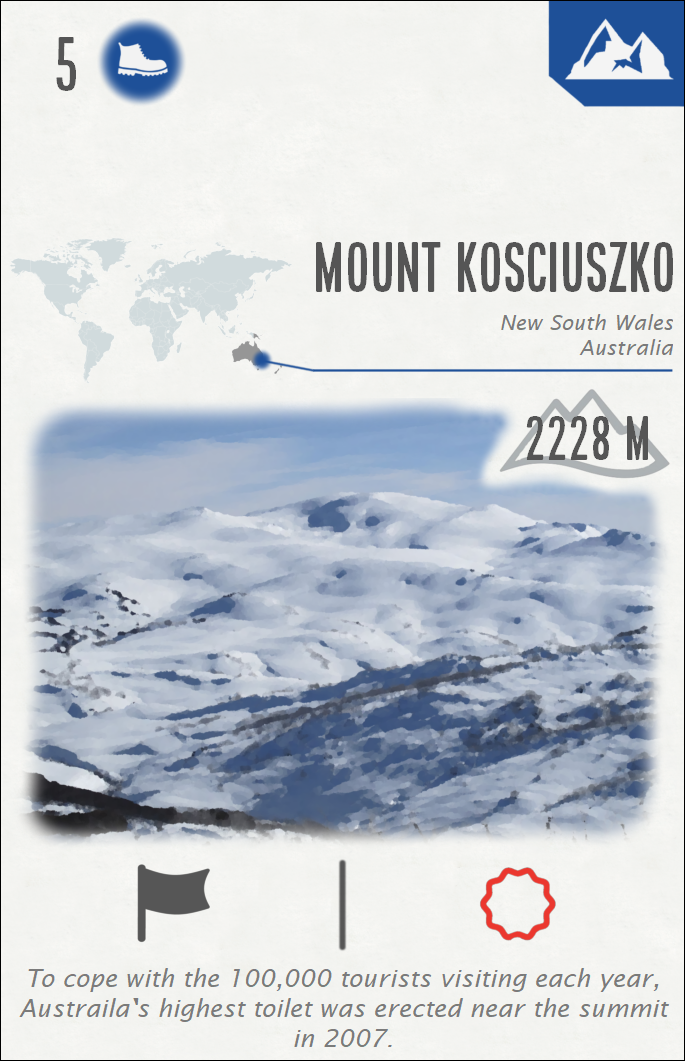 5
MOUNT KOSCIUSZKO
New South Wales
Australia
2228 M
To cope with the 100,000 tourists visiting each year,
Austraila's highest toilet was erected near the summit
in 2007.